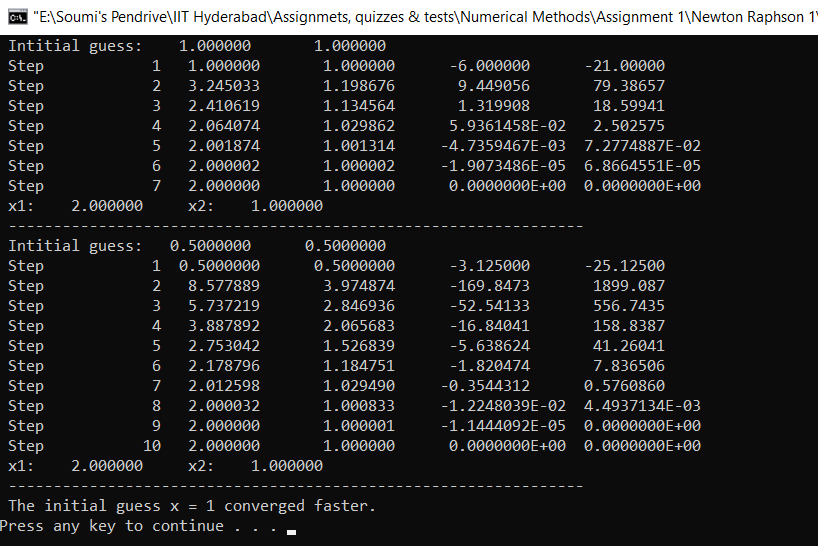 "E:\Soumi's Pendrive\IIT Hyderabad\Assignmets, quizzes & tests\Numerical Methods\Assignment 1\Newton Raphson 1\
Intitial guess:    1.000000       1.000000
Step            1   1.000000       1.000000      -6.000000      -21.00000
Step            2   3.245033       1.198676       9.449056       79.38657
Step            3   2.410619       1.134564       1.319908       18.59941
Step            4   2.064074       1.029862      5.9361458E-02   2.502575
Step            5   2.001874       1.001314     -4.7359467E-03  7.2774887E-02
Step            6   2.000002       1.000002     -1.9073486E-05  6.8664551E-05
Step            7   2.000000       1.000000      0.0000000E+00  0.0000000E+00
x1:    2.000000     x2:    1.000000
----------------------------------------------------------------
Intitial guess:   0.5000000      0.5000000
Step            1  0.5000000      0.5000000      -3.125000      -25.12500
Step            2   8.577889       3.974874      -169.8473       1899.087
Step            3   5.737219       2.846936      -52.54133       556.7435
Step            4   3.887892       2.065683      -16.84041       158.8387
Step            5   2.753042       1.526839      -5.638624       41.26041
Step            6   2.178796       1.184751      -1.820474       7.836506
Step            7   2.012598       1.029490     -0.3544312      0.5760860
Step            8   2.000032       1.000833     -1.2248039E-02  4.4937134E-03
Step            9   2.000000       1.000001     -1.1444092E-05  0.0000000E+00
Step           10   2.000000       1.000000      0.0000000E+00  0.0000000E+00
x1:    2.000000     x2:    1.000000
----------------------------------------------------------------
The initial guess x = 1 converged faster.
Press any key to continue . . .